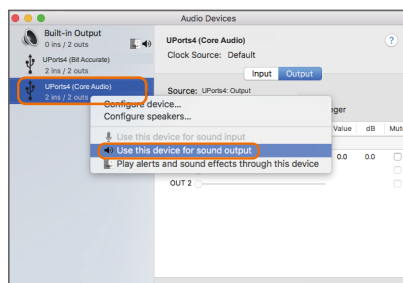 Audio Devices
Built-in Output
0 ins / 2 outs
UPorts4 (Bit Accurate)
2 ins / 2 outs
UPorts4 (Core Audio)
2 ins / 2 outs
UPorts4 (Core Audio)
?
Clock Source: Default
Input Output
Source: UPorts4: Output
Configure device...
Configure speakers...
Use this device for sound input
Use this device for sound output
Play alerts and sound effects through this device
Value dB Mut
0.0 0.0
OUT 2